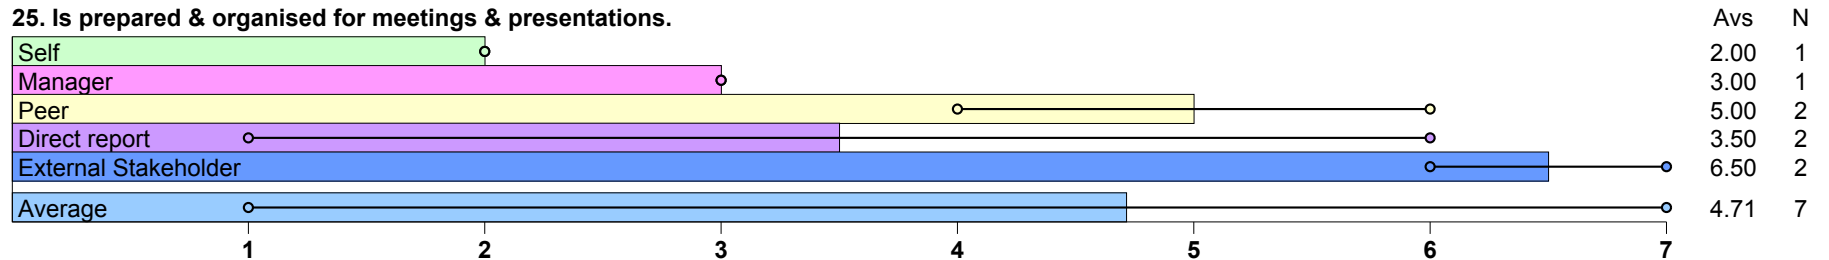 25. Is prepared & organised for meetings & presentations. Avs N
Self 2.00 1
Manager 3.00 1
Peer 5.00 2
Direct report 3.50 2
External Stakeholder 6.50 2
Average 4.71 7
1 2 3 4 5 6 7